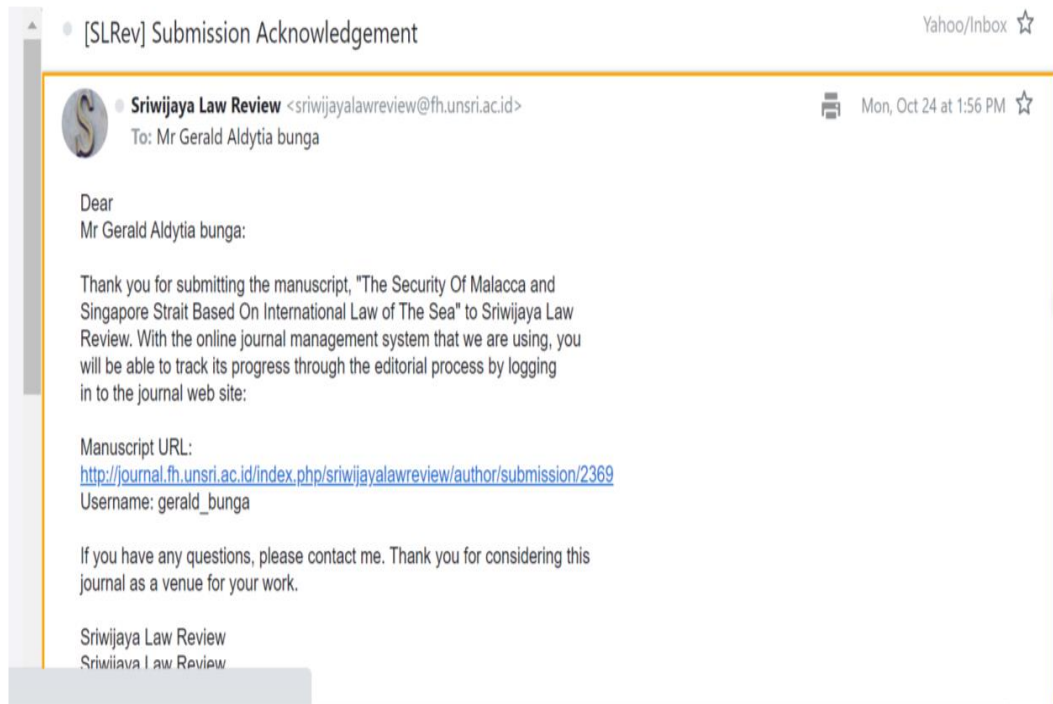 [SLRev] Submission Acknowledgement
Yahoo/Inbox
Sriwijaya Law Review <sriwijayalawreview@fh.unsri.ac.id>
Mon, Oct 24 at 1:56 PM
To: Mr Gerald Aldytia bunga
Dear
Mr Gerald Aldytia bunga:
Thank you for submitting the manuscript, "The Security Of Malacca and
Singapore Strait Based On International Law of The Sea" to Sriwijaya Law
Review. With the online journal management system that we are using, you
will be able to track its progress through the editorial process by logging
in to the journal web site:
Manuscript URL:
http://journal.fh.unsri.ac.id/index.php/sriwijayalawreview/author/submission/2369
Username: gerald_bunga
If you have any questions, please contact me. Thank you for considering this
journal as a venue for your work.
Sriwijaya Law Review
Sriwijaya Law Review